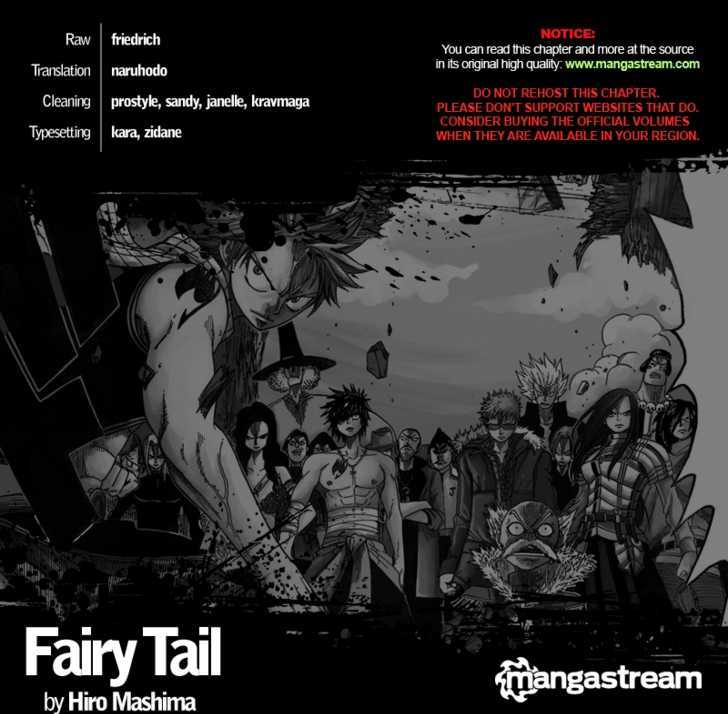 Raw friedrich
Translation naruhodo
Cleaning prostyle, sandy, janelle, kravmaga
Typesetting kara, zidane
NOTICE:
You can read this chapter and more at the source
in its original high quality: www.mangastream.com
DO NOT REHOST THIS CHAPTER.
PLEASE DON'T SUPPORT WEBSITES THAT DO.
CONSIDER BUYING THE OFFICIAL VOLUMES
WHEN THEY ARE AVAILABLE IN YOUR REGION.
Fairy Tail
by Hiro Mashima
mangastream